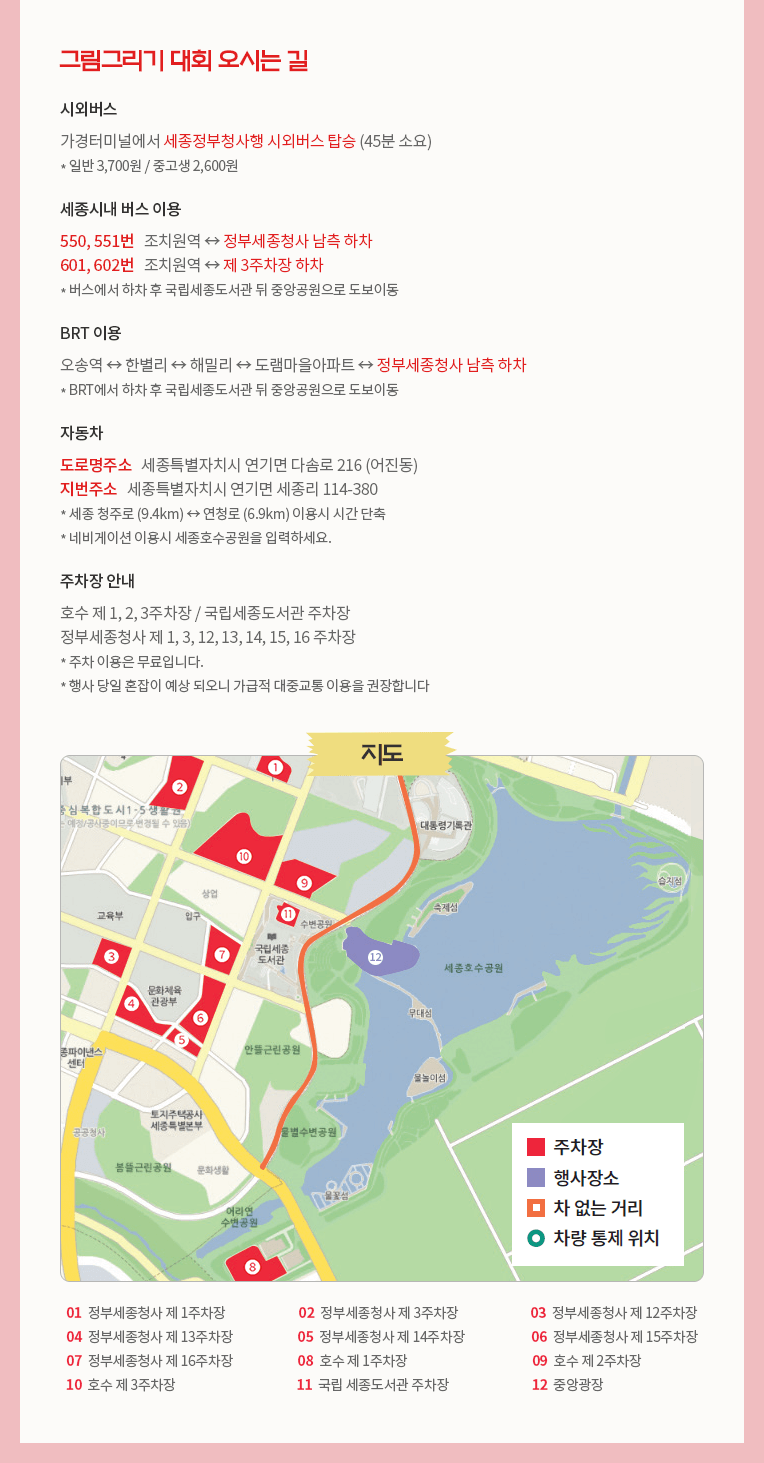 그림그리기 대회 오시는 길
시외버스
가경터미널에서 세종정부청사행 시외버스 탑승 (45분 소요)
* 일반 3,700원 / 중고생 2,600원
세종시내 버스 이용
550, 551번 조치원역 ↔ 정부세종청사 남측 하차
601, 602번 조치원역 ↔ 제 3주차장 하차
* 버스에서 하차 후 국립세종도서관 뒤 중앙공원으로 도보이동
BRT 이용
오송역 ↔ 한별리 ↔ 해밀리 ↔ 도램마을아파트 ↔ 정부세종청사 남측 하차
* BRT에서 하차 후 국립세종도서관 뒤 중앙공원으로 도보이동
자동차
도로명주소 세종특별자치시 연기면 다솜로 216 (어진동)
지번주소 세종특별자치시 연기면 세종리 114-380
* 세종 청주로 (9.4km) ↔ 연청로 (6.9km) 이용시 시간 단축
* 네비게이션 이용시 세종호수공원을 입력하세요.
주차장 안내
호수 제 1, 2, 3주차장 / 국립세종도서관 주차장
정부세종청사 제 1, 3, 12, 13, 14, 15, 16 주차장
* 주차 이용은 무료입니다.
* 행사 당일 혼잡이 예상 되오니 가급적 대중교통 이용을 권장합니다
지도
1
2
심복합도시1-5생활권
예정/공사중이므로 변경될 수 있음)
대통령기록관
10
9
습지섬
상업
11
축제섬
교육부
입구
수변공원
국립세종
도서관
3
7
12
세종호수공원
문화체육
관광부
4
6
무대섬
5
안뜰근린공원
종파이낸스
센터
물놀이섬
토지주택공사
세종특별본부
공공청사
물별수변공원
봄뜰근린공원
문화생활
물꽃섬
어리연
수변공원
8
주차장
행사장소
차 없는 거리
차량 통제 위치
01 정부세종청사 제 1주차장 02 정부세종청사 제 3주차장 03 정부세종청사 제 12주차장
04 정부세종청사 제 13주차장 05 정부세종청사 제 14주차장 06 정부세종청사 제 15주차장
07 정부세종청사 제 16주차장 08 호수 제 1주차장 09 호수 제 2주차장
10 호수 제 3주차장 11 국립 세종도서관 주차장 12 중앙광장